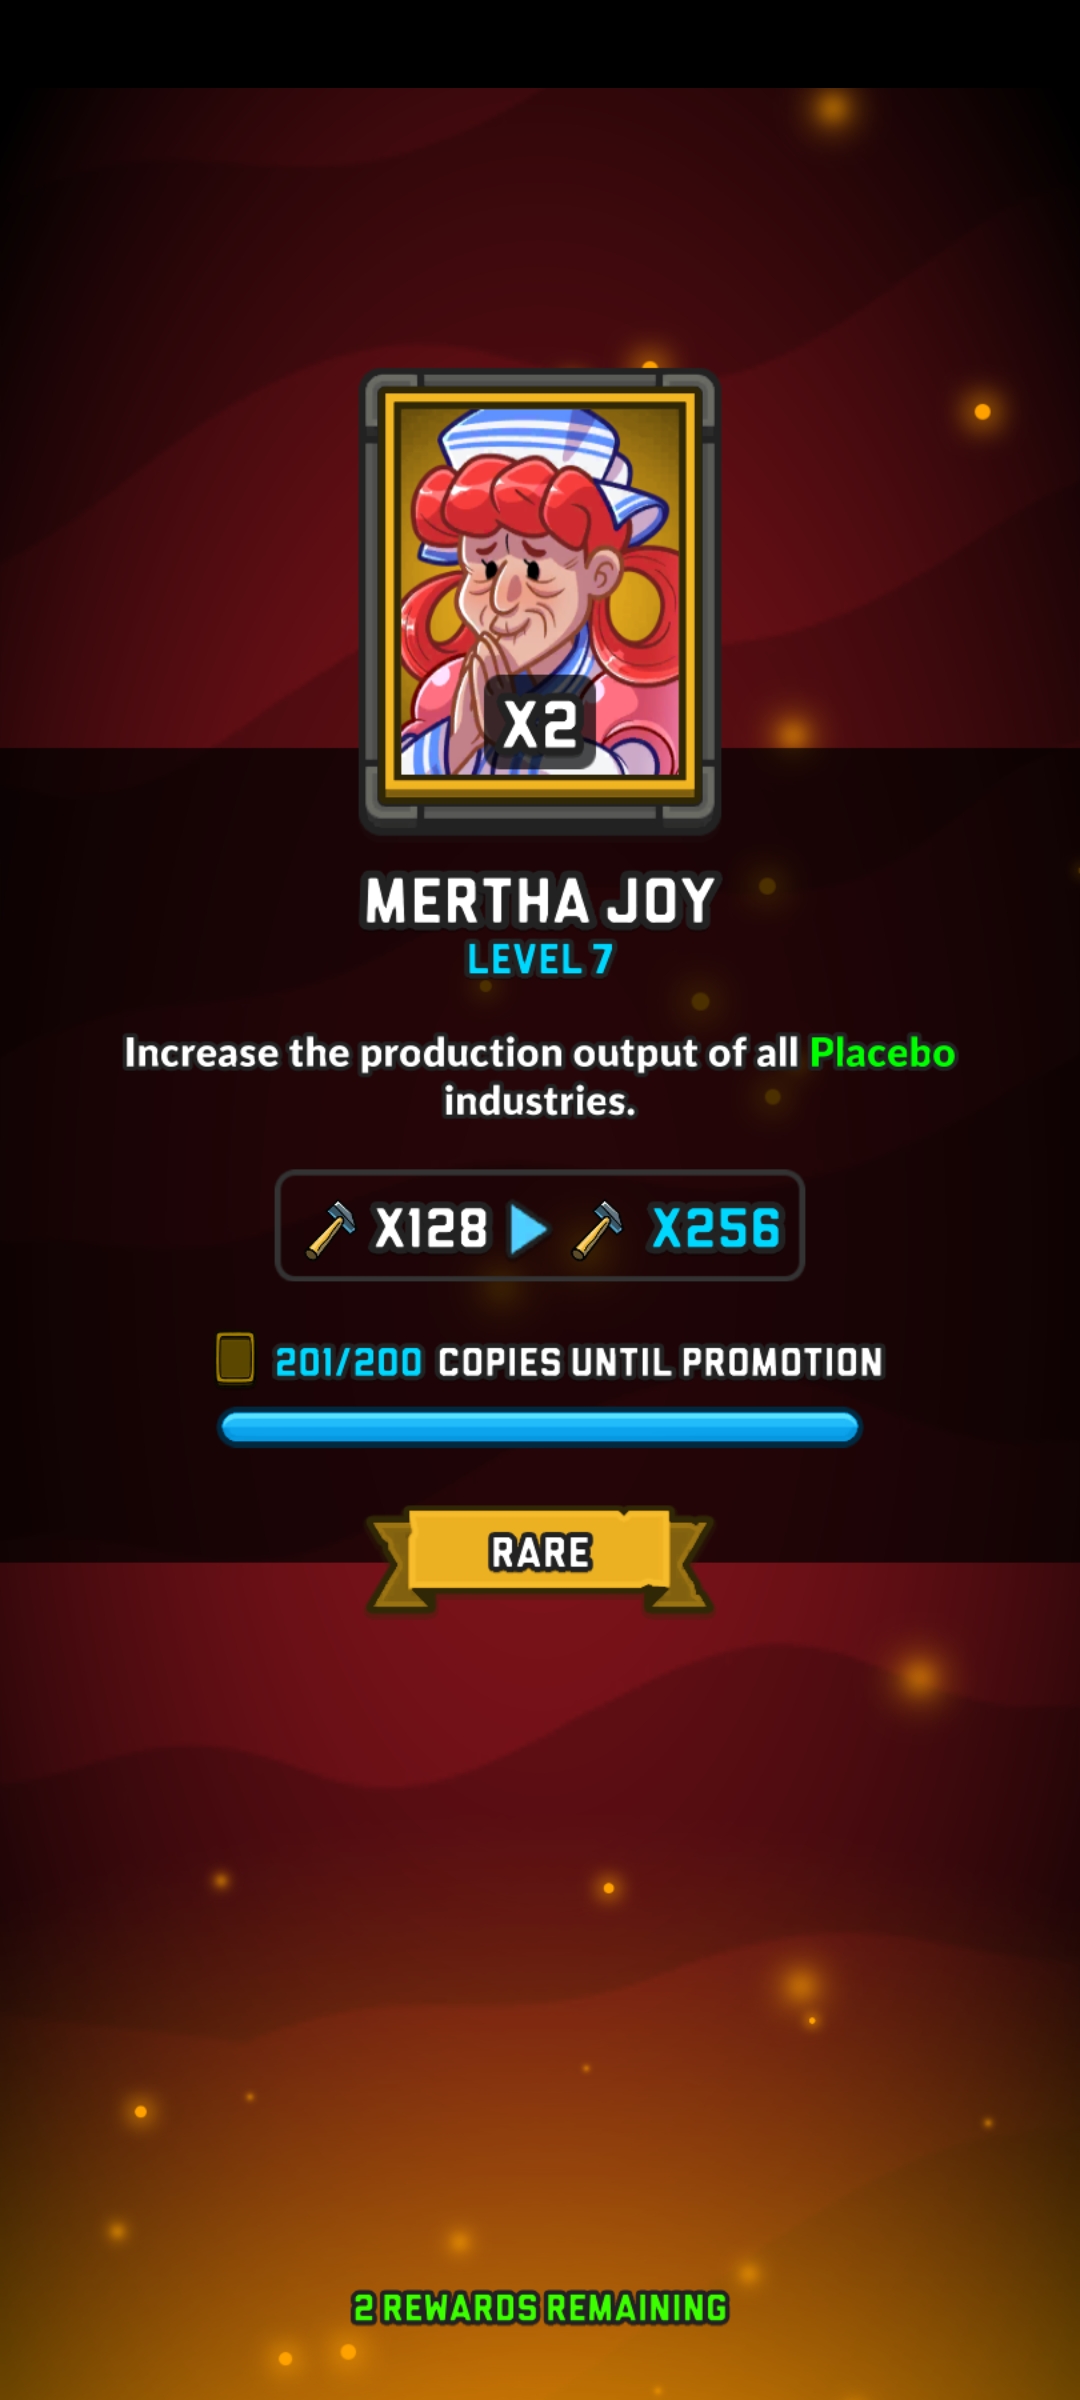 X2
MERTHA JOY
LEVEL 7
Increase the production output of all Placebo
industries.
X128 X256
201/200 COPIES UNTIL PROMOTION
RARE
2 REWARDS REMAINING